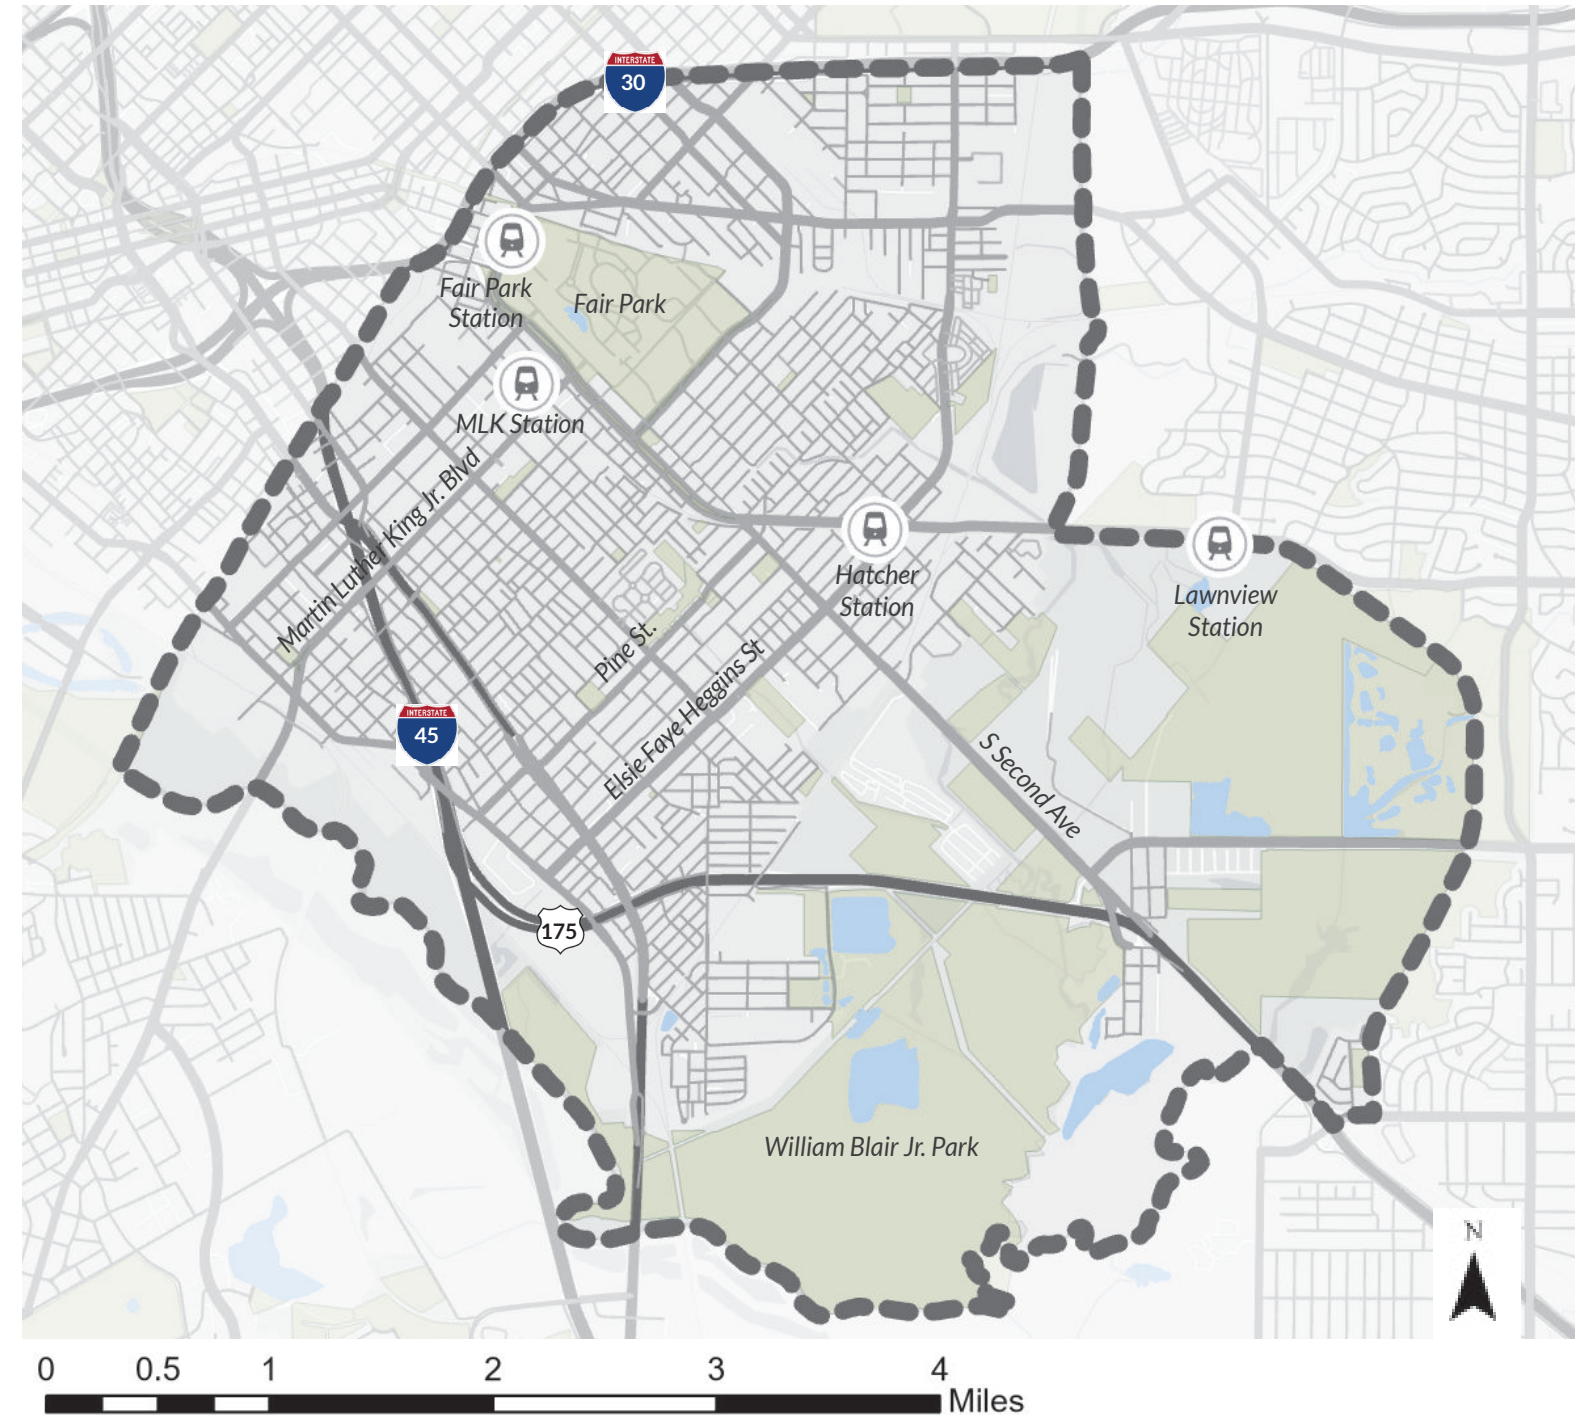 INTERSTATE
30
Fair Park
Station
Fair Park
MLK Station
Martin Luther King Jr. Blvd
Hatcher
Station
Lawnview
Station
Pine St.
Elsie Faye Heggins St
INTERSTATE
45
S Second Ave
175
William Blair Jr. Park
N
0 0.5 1 2 3 4
Miles